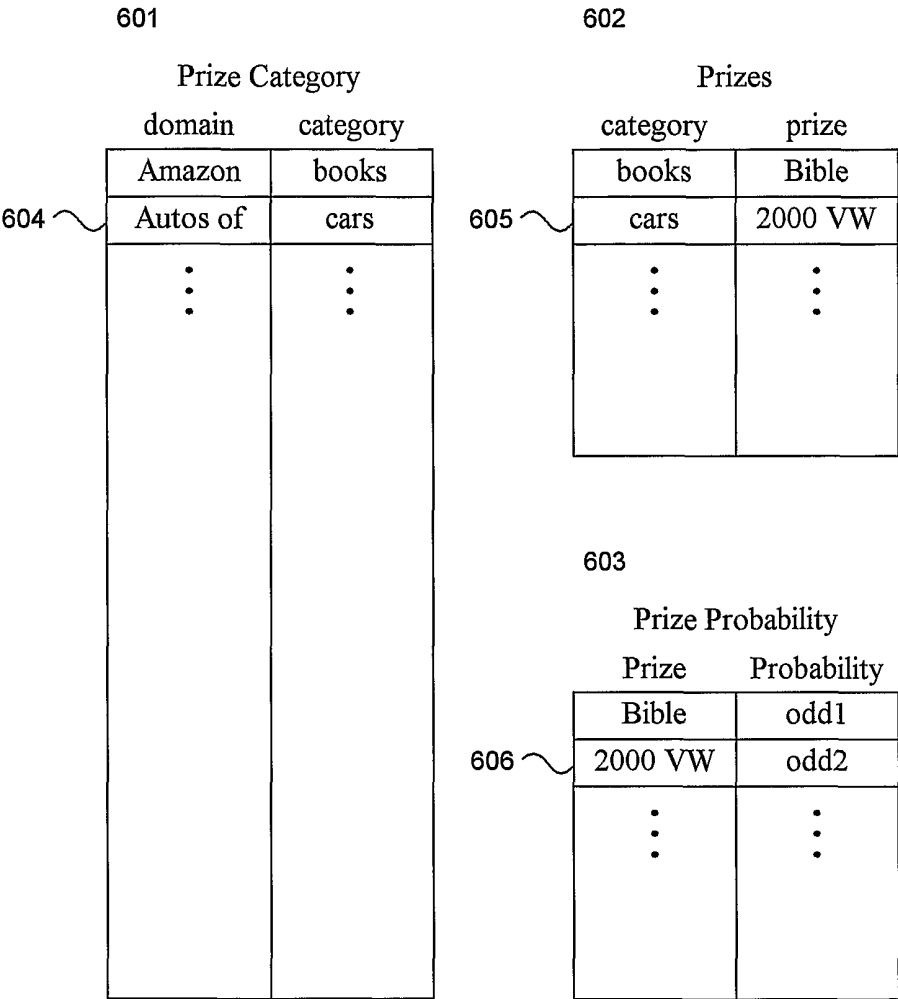 601
Prize Category
domain category
Amazon books
604 Autos of cars
602
Prizes
category prize
books Bible
605 cars 2000 VW
603
Prize Probability
Prize Probability
Bible odd1
606 2000 VW odd2